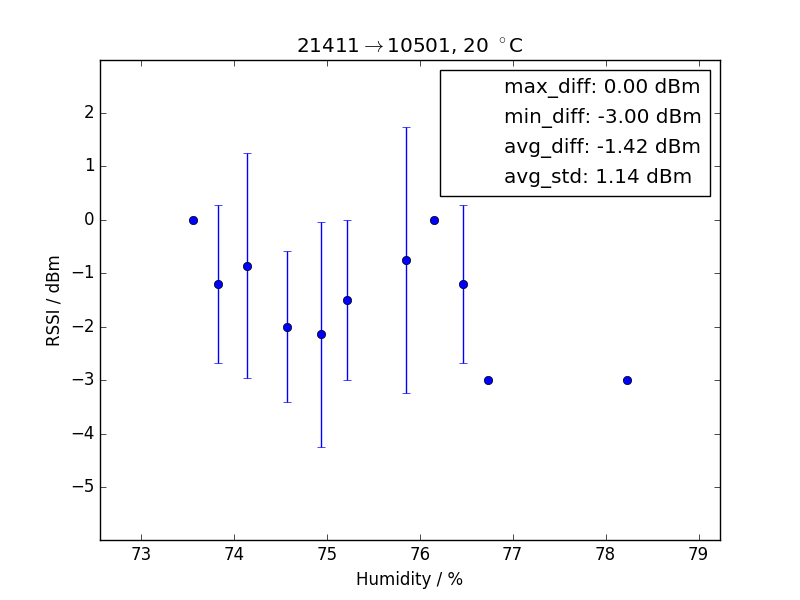 21411→10501, 20 °C
max_diff: 0.00 dBm
min_diff: -3.00 dBm
avg_diff: -1.42 dBm
avg_std: 1.14 dBm
2
1
0
−1
−2
−3
−4
−5
RSSI / dBm
73 74 75 76 77 78 79
Humidity / %